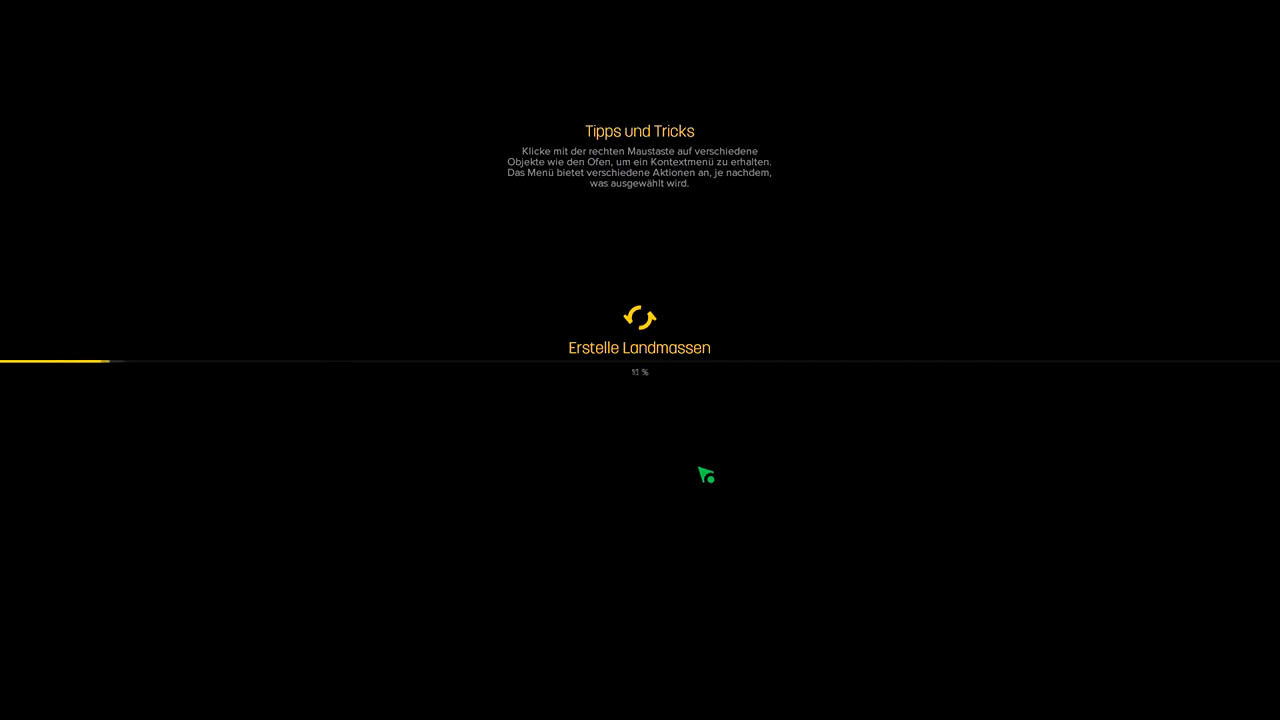 Tipps und Tricks
Klicke mit der rechten Maustaste auf verschiedene
Objekte wie den Ofen, um ein Kontextmenü zu erhalten.
Das Menü bietet verschiedene Aktionen an, je nachdem,
was ausgewählt wird.
Erstelle Landmassen
%